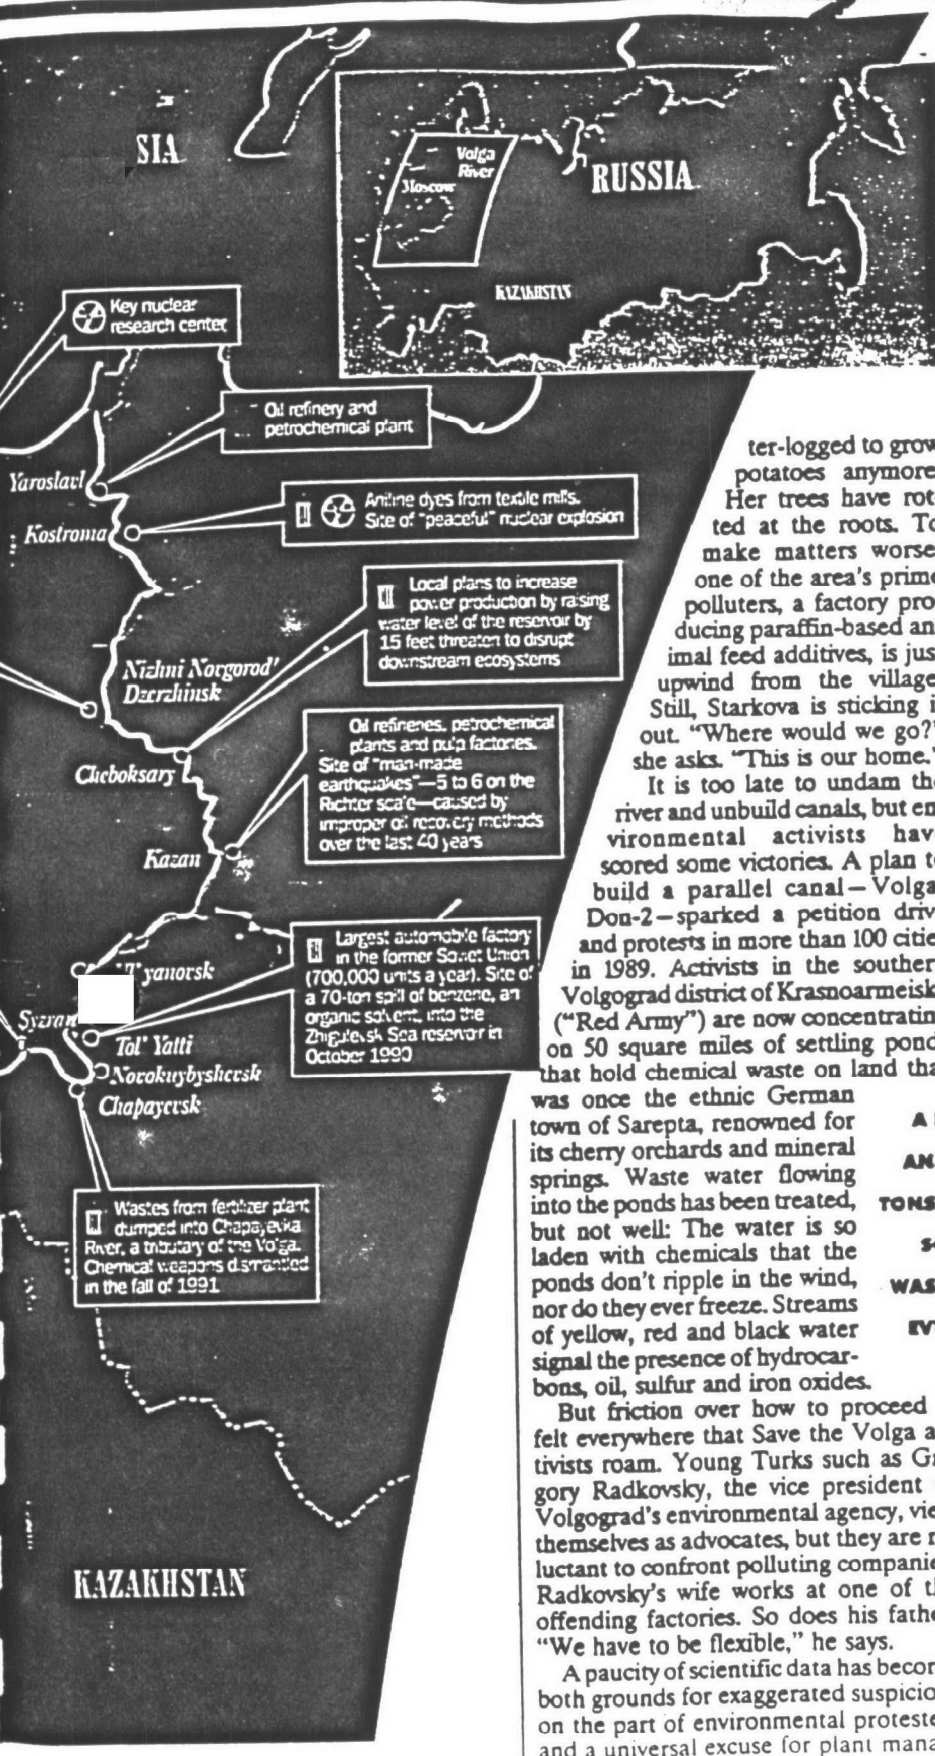 SIA
Volga
River
Moscow
RUSSIA
KAZAKHSTAN
Key nuclear
research center
Oil refinery and
petrochemical plant
Yaroslavl
Aniline dyes from textile mills.
Site of "peaceful" nuclear explosion
Kostroma
Local plans to increase
power production by raising
water level of the reservoir by
15 feet threaten to disrupt
downstream ecosystems
Nizhni Novgorod
Dzerzhinsk
Cheboksary
Oil refineries, petrochemical
plants and pulp factories.
Site of "man-made
earthquakes"—5 to 6 on the
Richter scale—caused by
improper oil recovery methods
over the last 40 years
Kazan
Largest automobile factory
in the former Soviet Union
(700,000 units a year). Site of
a 70-ton spill of benzene, an
organic solvent, into the
Zhigulevsk Sea reservoir in
October 1990
yanovsk
Syzran
Tol' Yatti
Novokuybyshevsk
Chapayevsk
Wastes from fertilizer plant
dumped into Chapayevka
River, a tributary of the Volga.
Chemical weapons dismantled
in the fall of 1991
KAZAKHSTAN
ter-logged to grow
potatoes anymore
Her trees have rot-
ted at the roots. To
make matters worse,
one of the area's prime
polluters, a factory pro
ducing paraffin-based an
imal feed additives, is jus
upwind from the village
Still, Starkova is sticking i
out. "Where would we go?"
she asks. "This is our home."
It is too late to undam the
river and unbuild canals, but en
vironmental activists have
scored some victories. A plan to
build a parallel canal—Volga
Don-2—sparked a petition driv
and protests in more than 100 citie
in 1989. Activists in the southern
Volgograd district of Krasnoarmeisk
("Red Army") are now concentratin
on 50 square miles of settling pond
that hold chemical waste on land tha
was once the ethnic German
town of Sarepta, renowned for
its cherry orchards and mineral
springs. Waste water flowing
into the ponds has been treated,
but not well: The water is so
laden with chemicals that the
ponds don't ripple in the wind,
nor do they ever freeze. Streams
of yellow, red and black water
signal the presence of hydrocar-
bons, oil, sulfur and iron oxides.
But friction over how to proceed
felt everywhere that Save the Volga a
tivists roam. Young Turks such as Gr
gory Radkovsky, the vice president
Volgograd's environmental agency, vie
themselves as advocates, but they are r
luctant to confront polluting companie
Radkovsky's wife works at one of th
offending factories. So does his fathe
"We have to be flexible," he says.
A paucity of scientific data has becom
both grounds for exaggerated suspicio
on the part of environmental proteste
and a universal excuse for plant mana
A
AN
TONS
S
WAS
EV